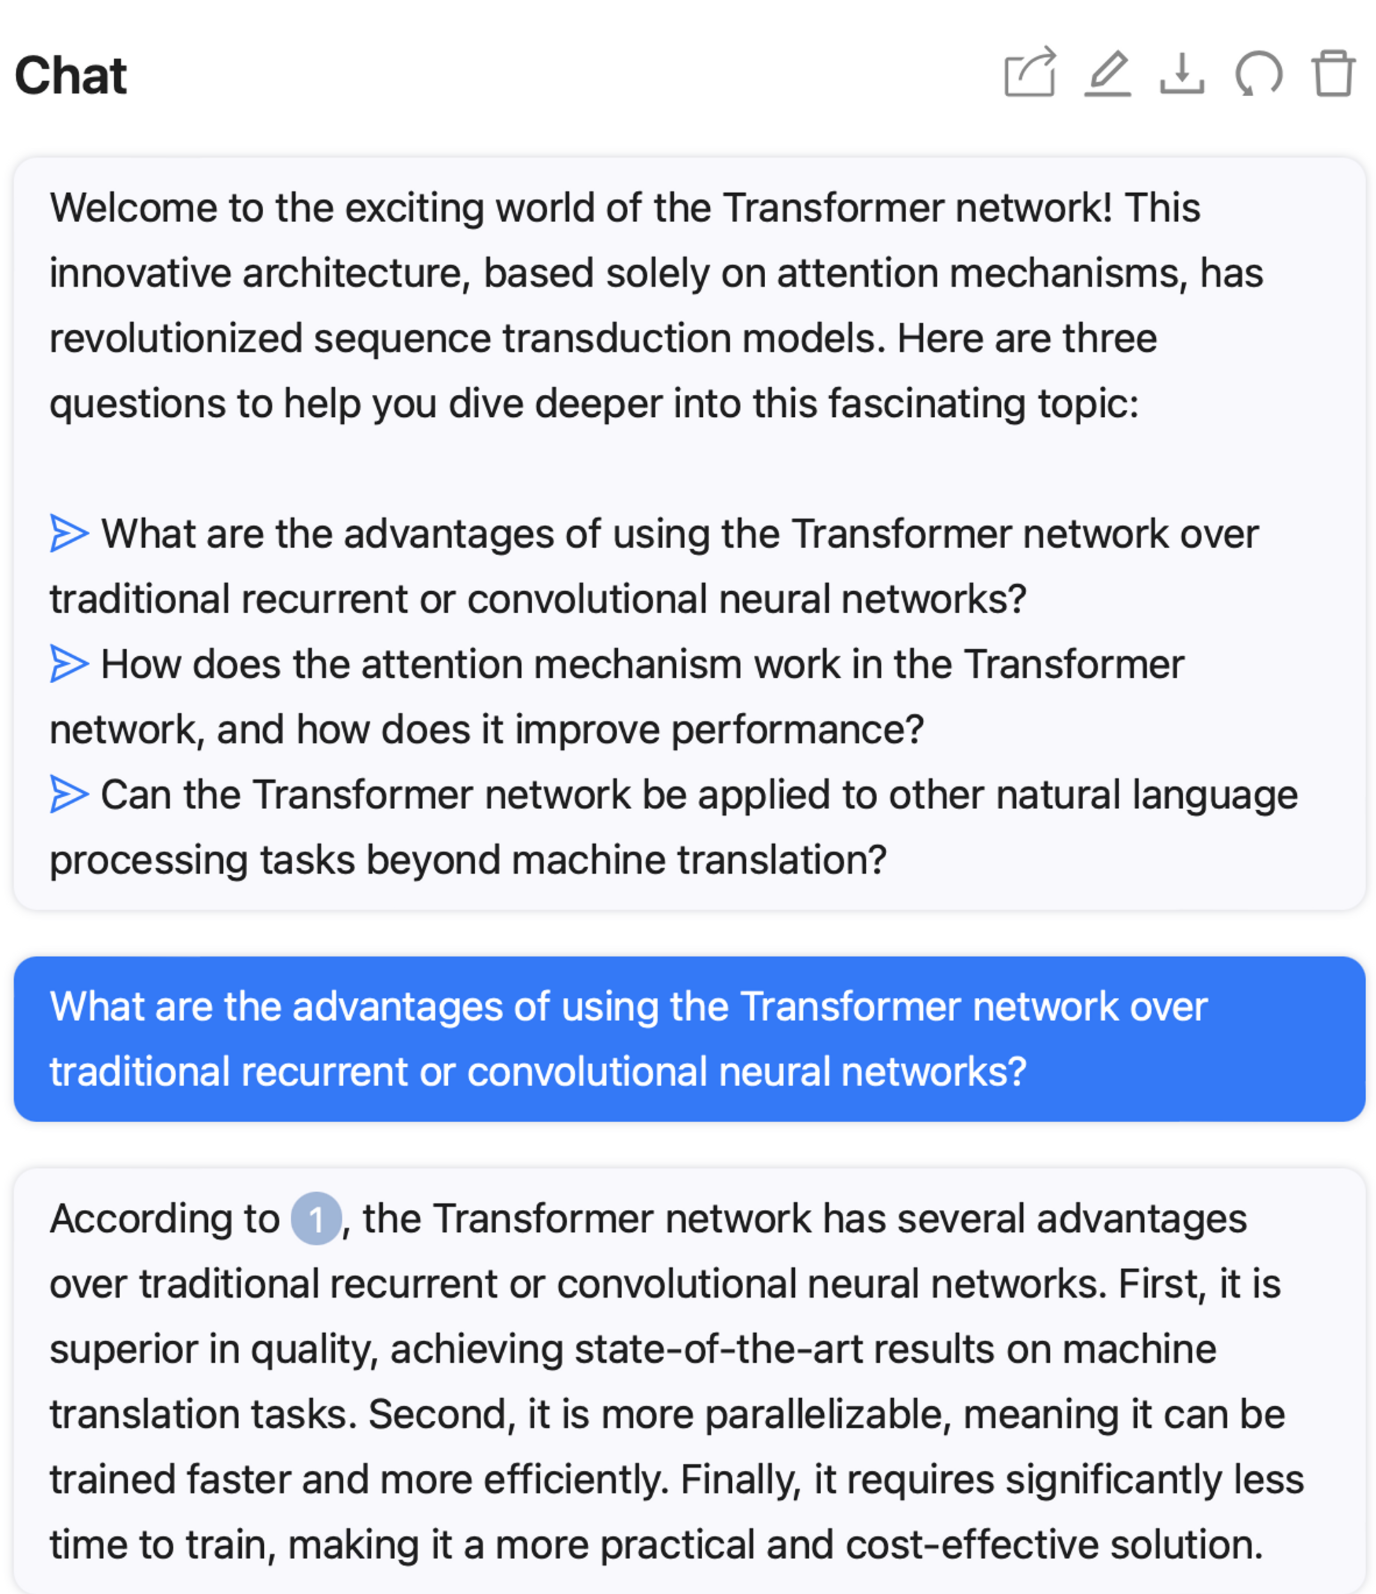 Chat
Welcome to the exciting world of the Transformer network! This
innovative architecture, based solely on attention mechanisms, has
revolutionized sequence transduction models. Here are three
questions to help you dive deeper into this fascinating topic:
What are the advantages of using the Transformer network over
traditional recurrent or convolutional neural networks?
How does the attention mechanism work in the Transformer
network, and how does it improve performance?
Can the Transformer network be applied to other natural language
processing tasks beyond machine translation?
What are the advantages of using the Transformer network over
traditional recurrent or convolutional neural networks?
According to 1, the Transformer network has several advantages
over traditional recurrent or convolutional neural networks. First, it is
superior in quality, achieving state-of-the-art results on machine
translation tasks. Second, it is more parallelizable, meaning it can be
trained faster and more efficiently. Finally, it requires significantly less
time to train, making it a more practical and cost-effective solution.